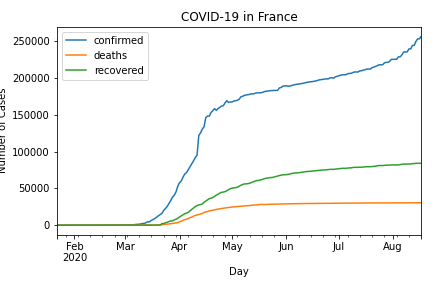 COVID-19 in France
confirmed
deaths
recovered
250000
200000
150000
100000
50000
0
Number of Cases
Feb
2020
Mar
Apr
May
Jun
Jul
Aug
Day